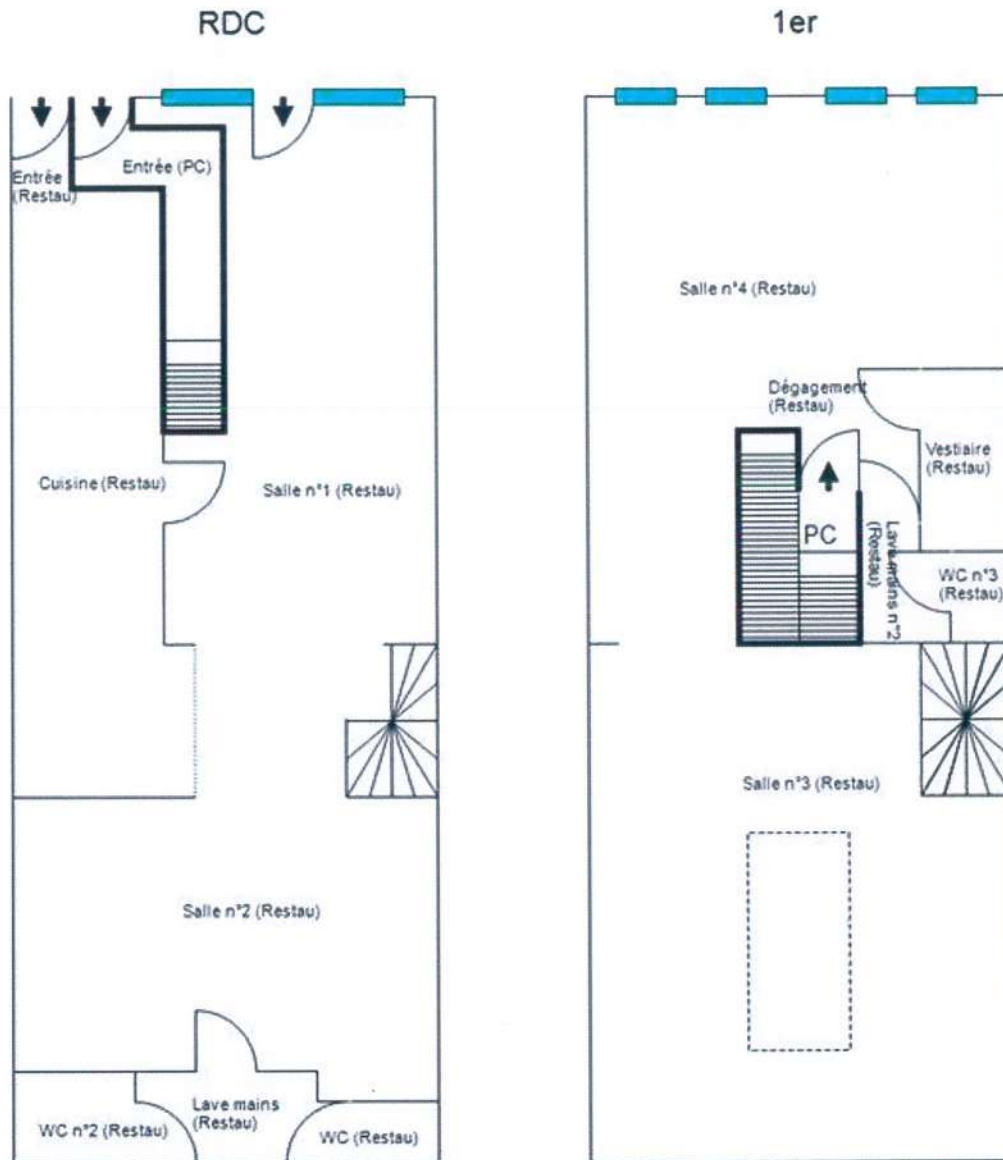 RDC
Entrée
(Restau)
Entrée (PC)
Cuisine (Restau)
Salle n°1 (Restau)
Salle n°2 (Restau)
Lave mains
(Restau)
WC n°2 (Restau)
WC (Restau)
1er
Salle n°4 (Restau)
Dégagement
(Restau)
Vestiaire
(Restau)
PC
Lave mains n°2
(Restau)
WC n°3
(Restau)
Salle n°3 (Restau)